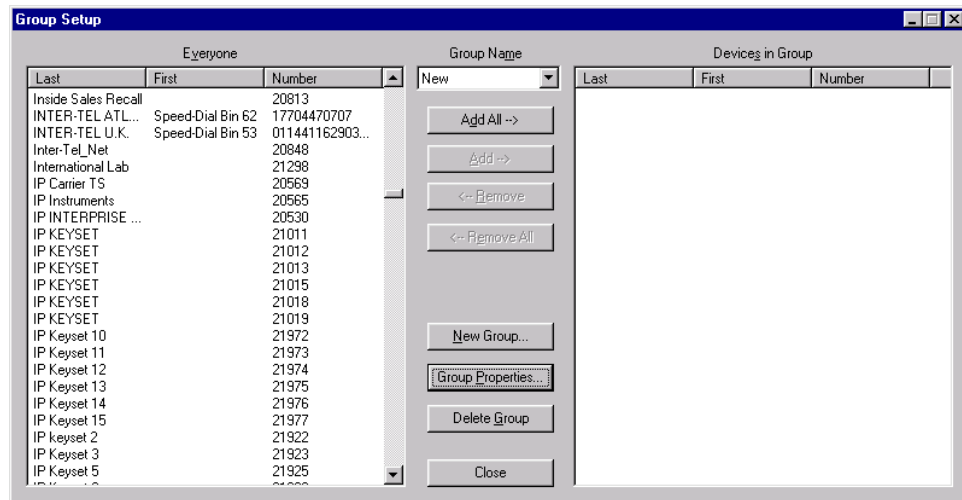 Group Setup
Everyone Group Name Devices in Group
Last First Number New Last First Number
Inside Sales Recall 20813
INTER-TEL ATL... Speed-Dial Bin 62 17704470707
INTER-TEL U.K. Speed-Dial Bin 53 011441162903...
Inter-Tel_Net 20848
International Lab 21298
IP Carrier TS 20569
IP Instruments 20565
IP INTERPRISE ... 20530
IP KEYSET 21011
IP KEYSET 21012
IP KEYSET 21013
IP KEYSET 21015
IP KEYSET 21018
IP KEYSET 21019
IP Keyset 10 21972
IP Keyset 11 21973
IP Keyset 12 21974
IP Keyset 13 21975
IP Keyset 14 21976
IP Keyset 15 21977
IP keyset 2 21922
IP Keyset 3 21923
IP Keyset 5 21925
Add All -->
Add -->
<-- Remove
<-- Remove All
New Group...
Group Properties...
Delete Group
Close